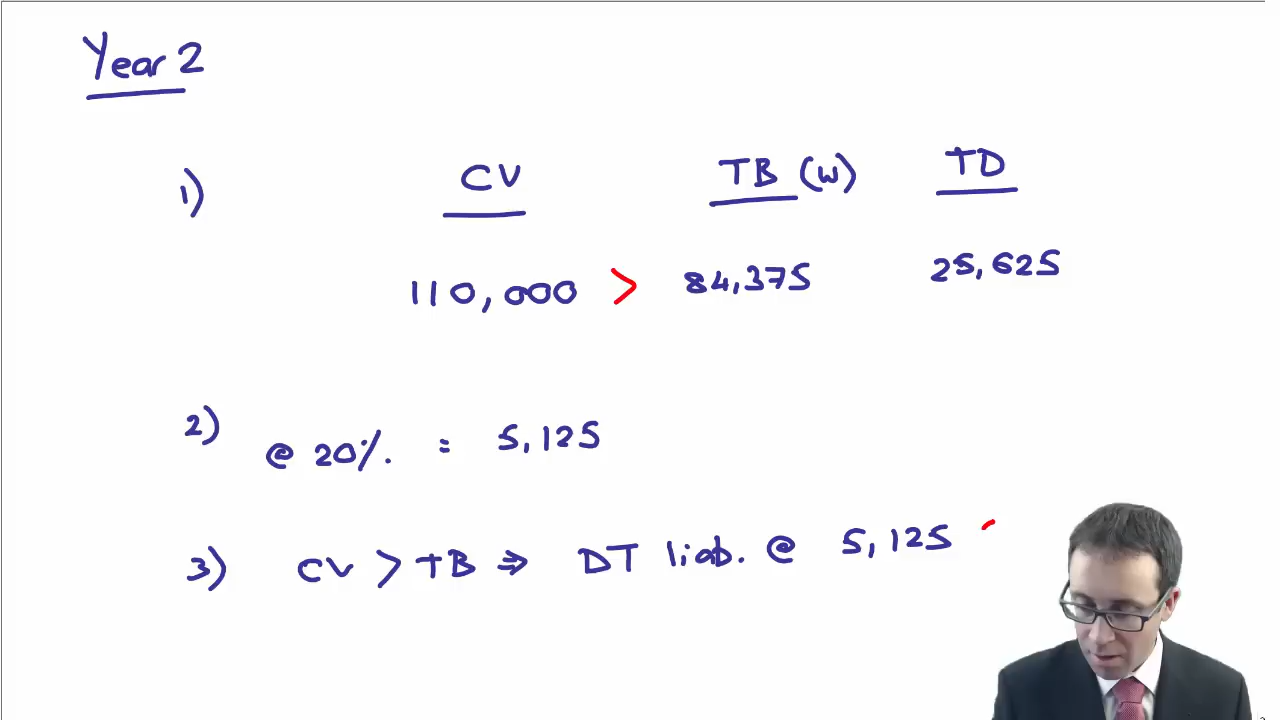 Year 2
1) CV TB (W) TD
110,000 > 84,375 25,625
2) @ 20% = 5,125
3) CV > TB ⇒ DT liab. @ 5,125